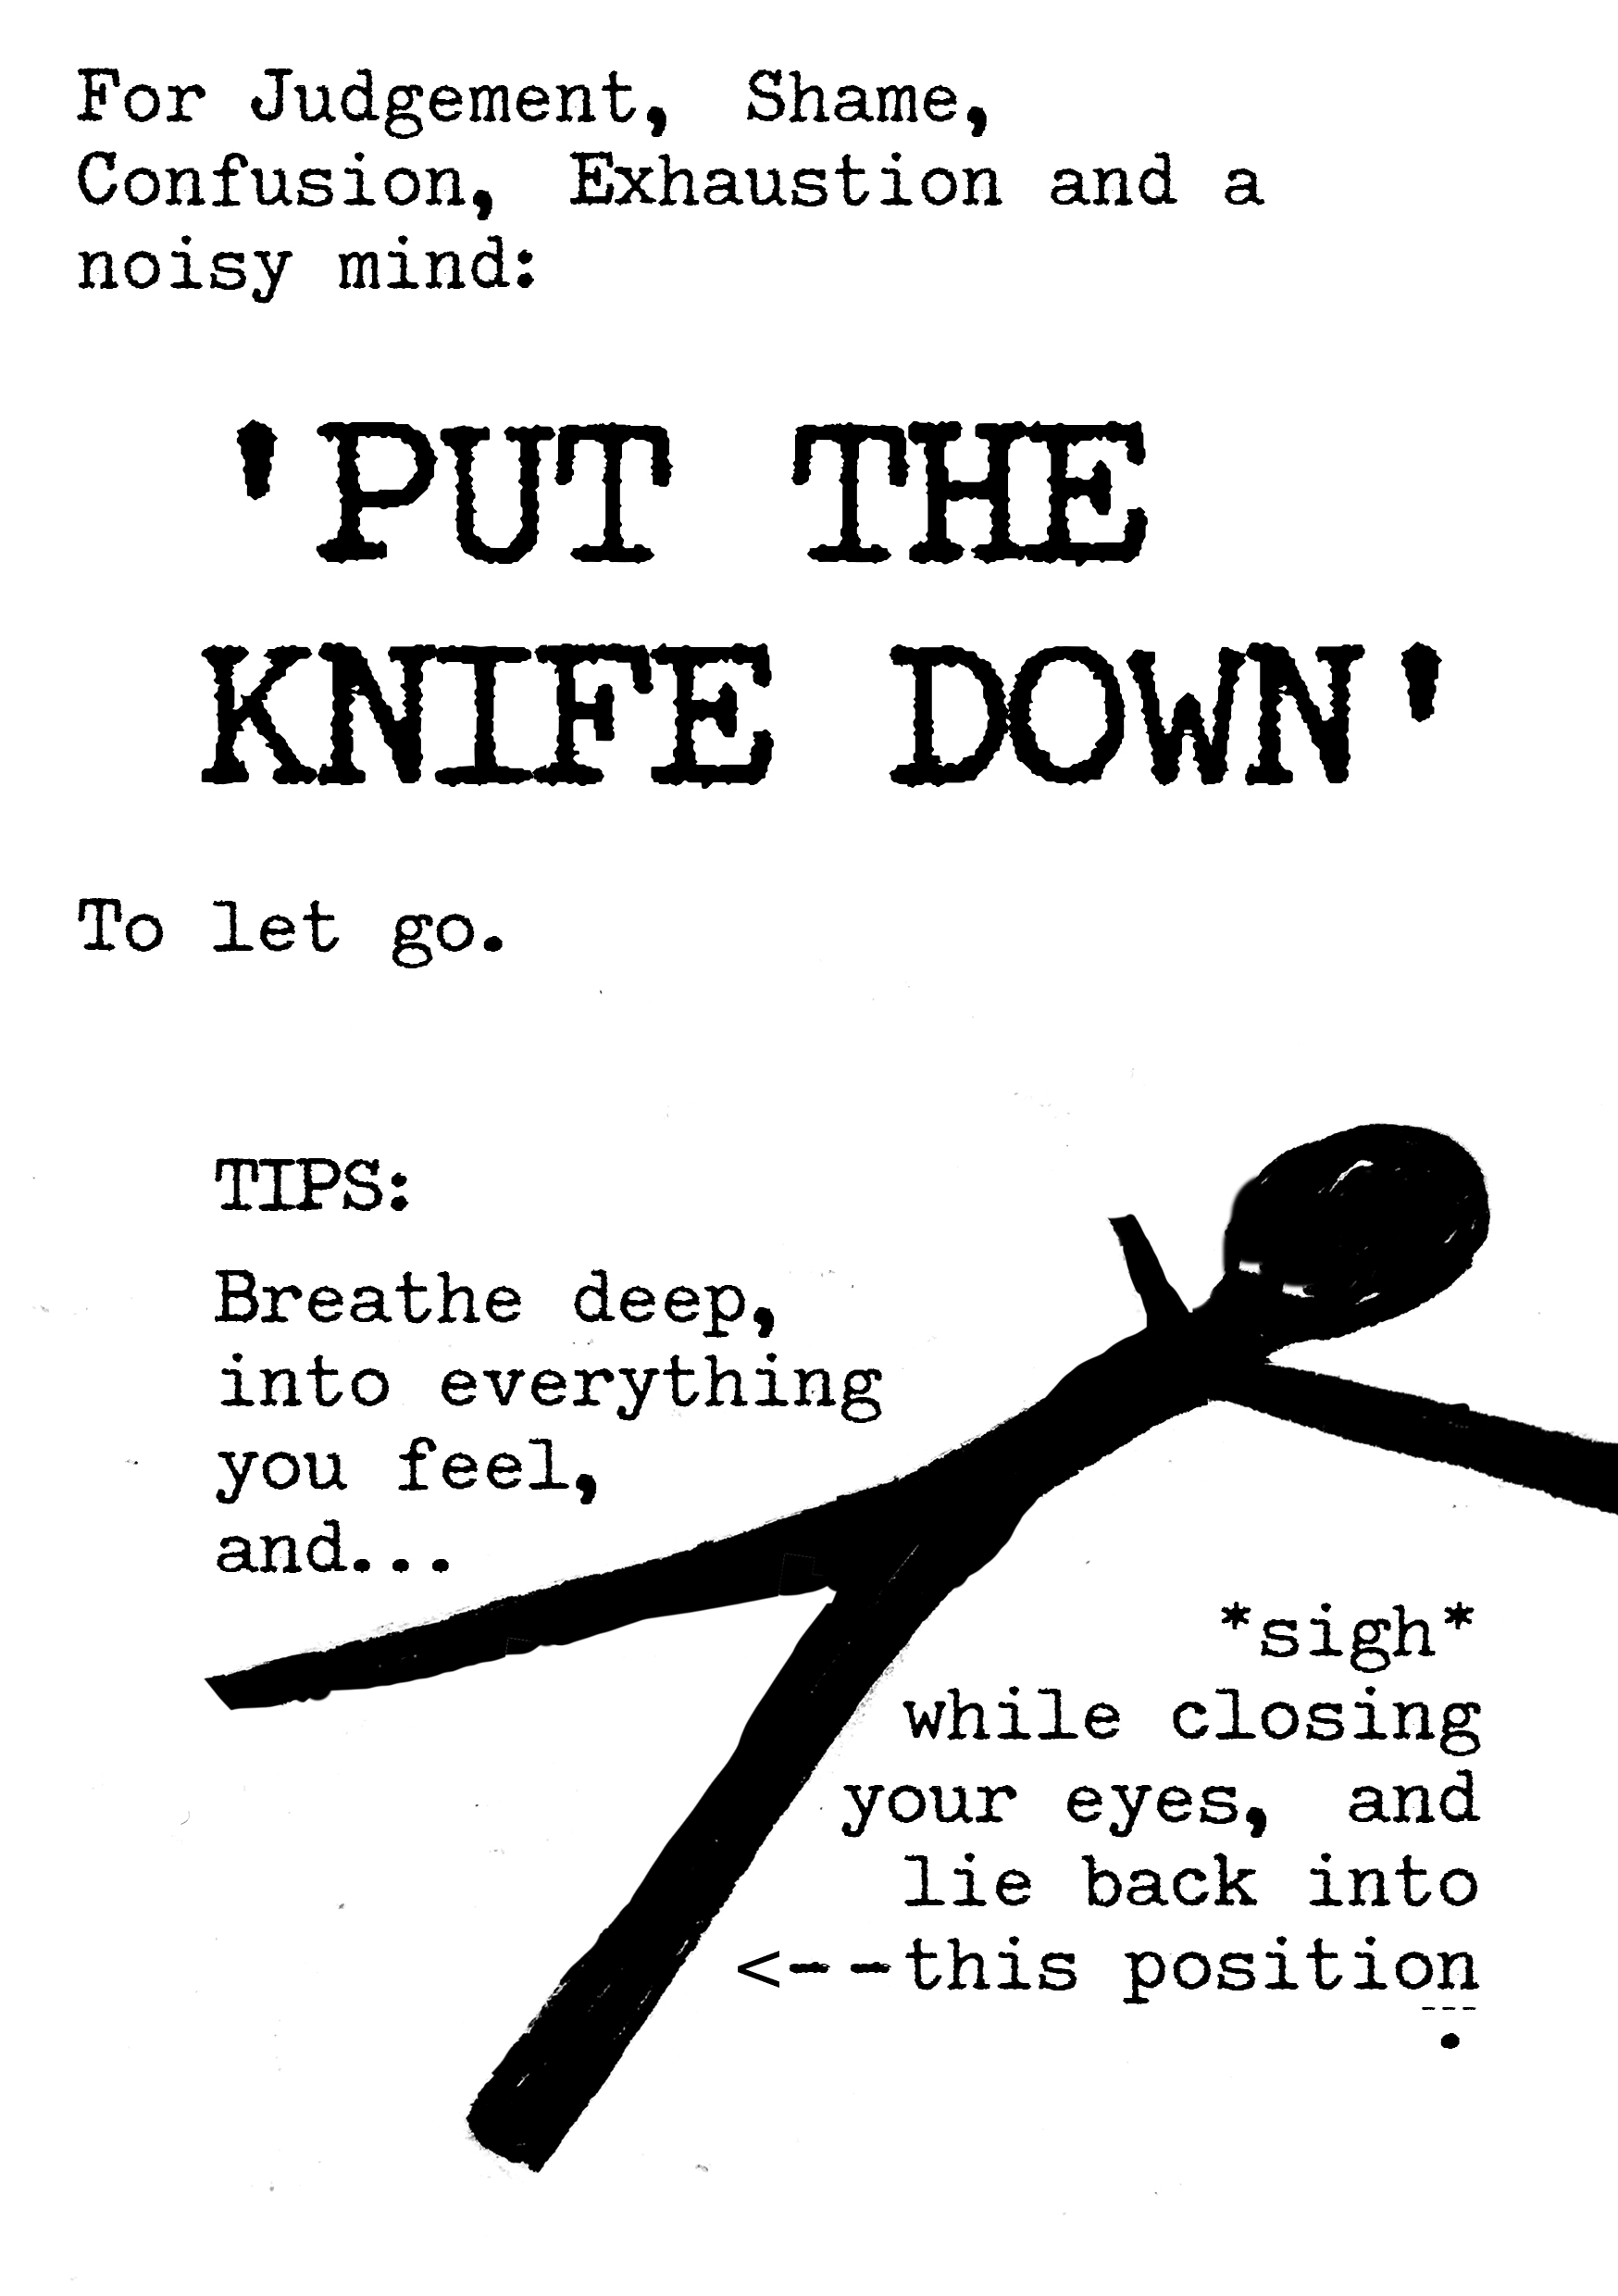 For Judgement, Shame,
Confusion, Exhaustion and a
noisy mind:
'PUT THE
KNIFE DOWN'
To let go.
TIPS:
Breathe deep,
into everything
you feel,
and...
*sigh*
while closing
your eyes, and
lie back into
<--this position
---
.